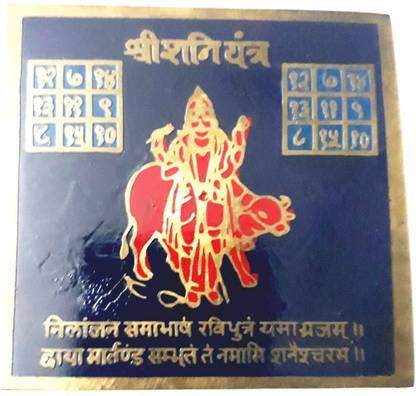 श्री शनि यंत्र
१२ ७ १४ १२ ७ १४
१३ ११ ९ १३ ११ ९
८ १५ १० ८ १५ १०
निलांजन समाभाषं रविपुत्रं यमाग्रजम् ॥
छाया मार्तण्ड सम्भूतं तं नमामि शनैश्चरमं ॥